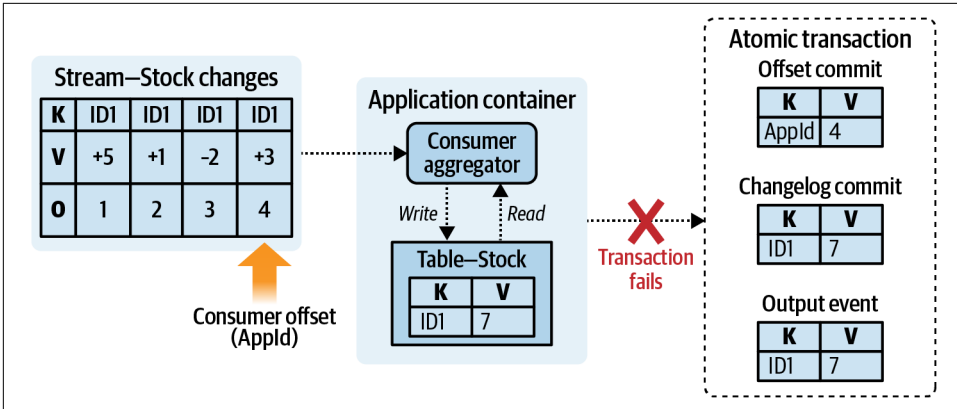 Stream—Stock changes
K ID1 ID1 ID1 ID1
V +5 +1 -2 +3
O 1 2 3 4
Consumer offset
(AppId)
Application container
Consumer
aggregator
Write
Read
Table—Stock
K V
ID1 7
Transaction
fails
Atomic transaction
Offset commit
K V
AppId 4
Changelog commit
K V
ID1 7
Output event
K V
ID1 7